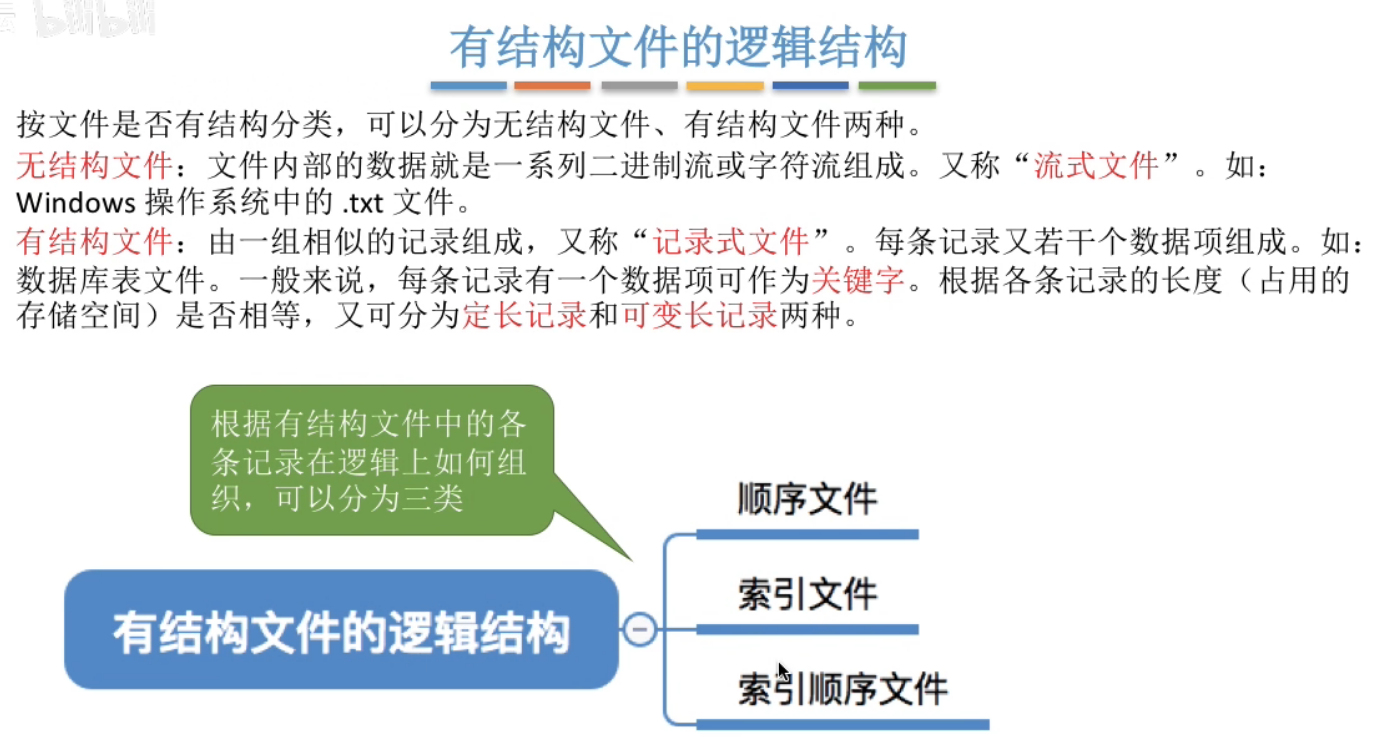 bilibili
有结构文件的逻辑结构
按文件是否有结构分类，可以分为无结构文件、有结构文件两种。
无结构文件：文件内部的数据就是一系列二进制流或字符流组成。又称“流式文件”。如：
Windows 操作系统中的 .txt 文件。
有结构文件：由一组相似的记录组成，又称“记录式文件”。每条记录又若干个数据项组成。如：
数据库表文件。一般来说，每条记录有一个数据项可作为关键字。根据各条记录的长度（占用的
存储空间）是否相等，又可分为定长记录和可变长记录两种。
根据有结构文件中的各
条记录在逻辑上如何组
织，可以分为三类
有结构文件的逻辑结构
顺序文件
索引文件
索引顺序文件